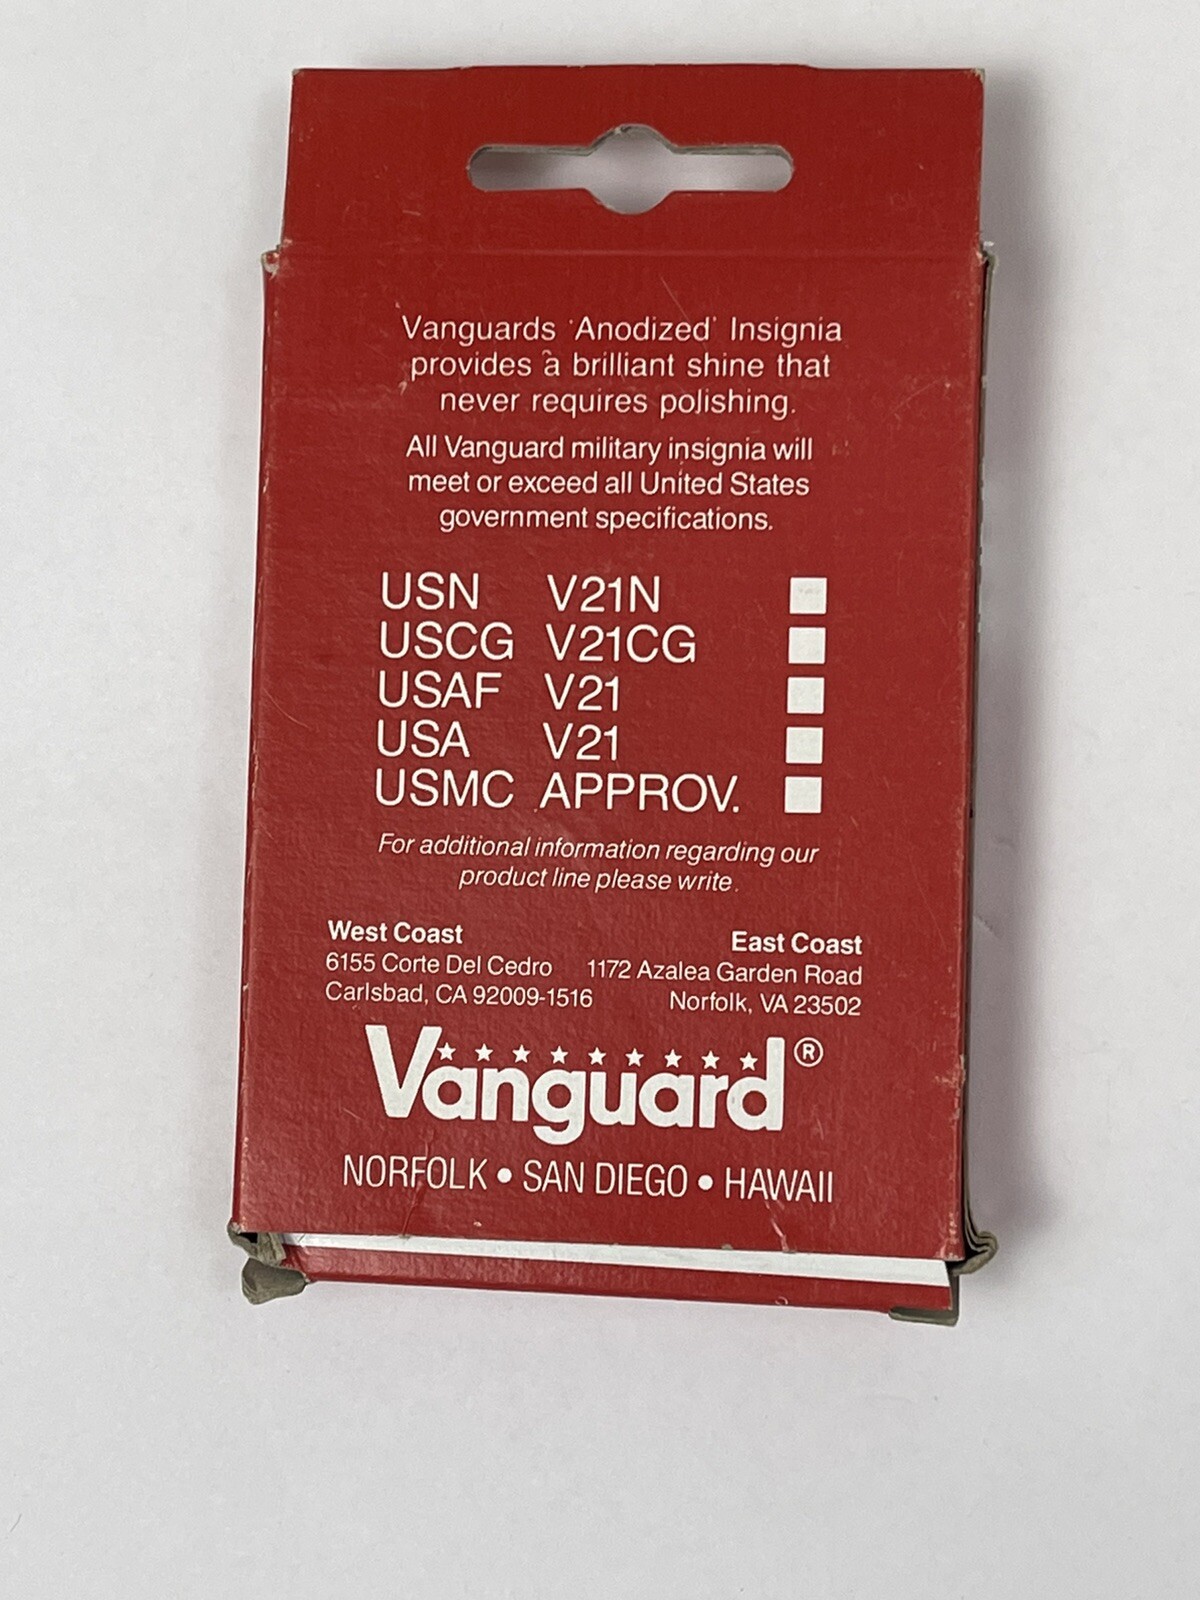 Vanguards 'Anodized' Insignia
provides a brilliant shine that
never requires polishing.
All Vanguard military insignia will
meet or exceed all United States
government specifications.
USN V21N
USCG V21CG
USAF V21
USA V21
USMC APPROV.
For additional information regarding our
product line please write.
West Coast
6155 Corte Del Cedro
Carlsbad, CA 92009-1516
East Coast
1172 Azalea Garden Road
Norfolk, VA 23502
Vanguard®
NORFOLK • SAN DIEGO • HAWAII